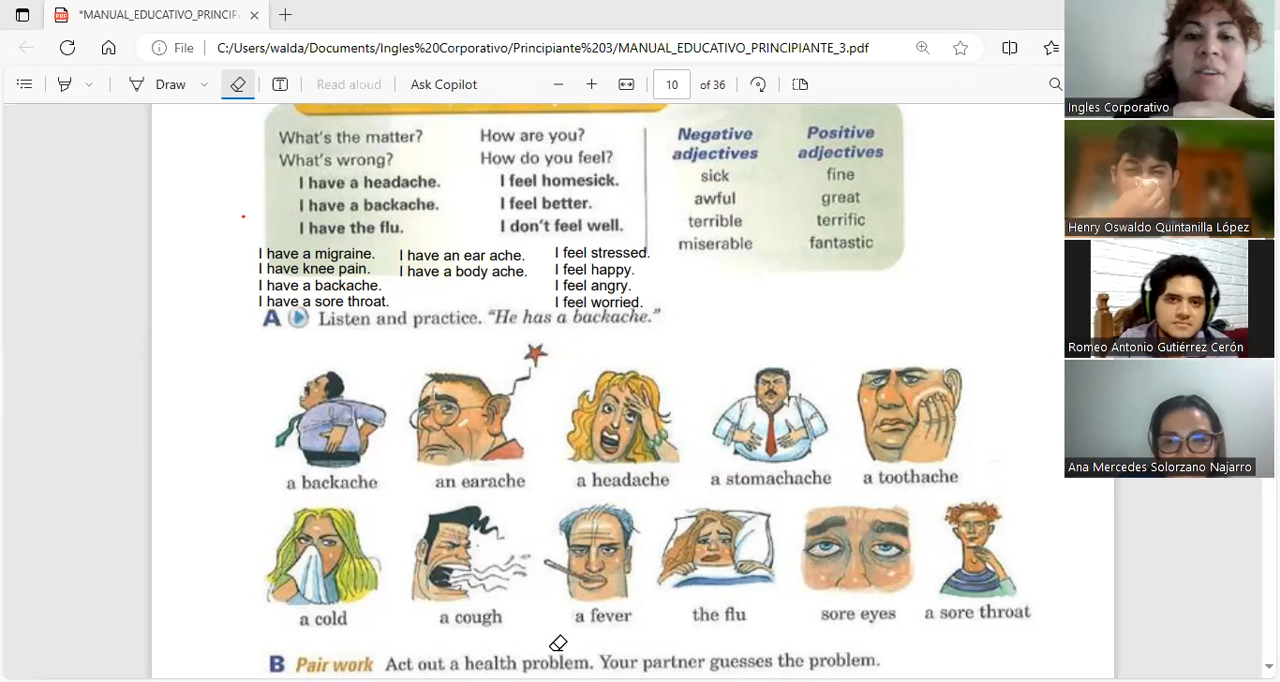 *MANUAL_EDUCATIVO_PRINCIP
File
C:/Users/walda/Documents/Ingles%20Corporativo/Principiante%203/MANUAL_EDUCATIVO_PRINCIPIANTE_3.pdf
Draw
Read aloud
Ask Copilot
10 of 36
What's the matter?
What's wrong?
I have a headache.
I have a backache.
I have the flu.
How are you?
How do you feel?
I feel homesick.
I feel better.
I don't feel well.
Negative
adjectives
sick
awful
terrible
miserable
Positive
adjectives
fine
great
terrific
fantastic
I have a migraine.
I have knee pain.
I have a backache.
I have a sore throat.
I have an ear ache.
I have a body ache.
I feel stressed.
I feel happy.
I feel angry.
I feel worried.
A Listen and practice. "He has a backache."
a backache
an earache
a headache
a stomachache
a toothache
a cold
a cough
a fever
the flu
sore eyes
a sore throat
B Pair work Act out a health problem. Your partner guesses the problem.
Ingles Corporativo
Henry Oswaldo Quintanilla López
Romeo Antonio Gutiérrez Cerón
Ana Mercedes Solorzano Najarro